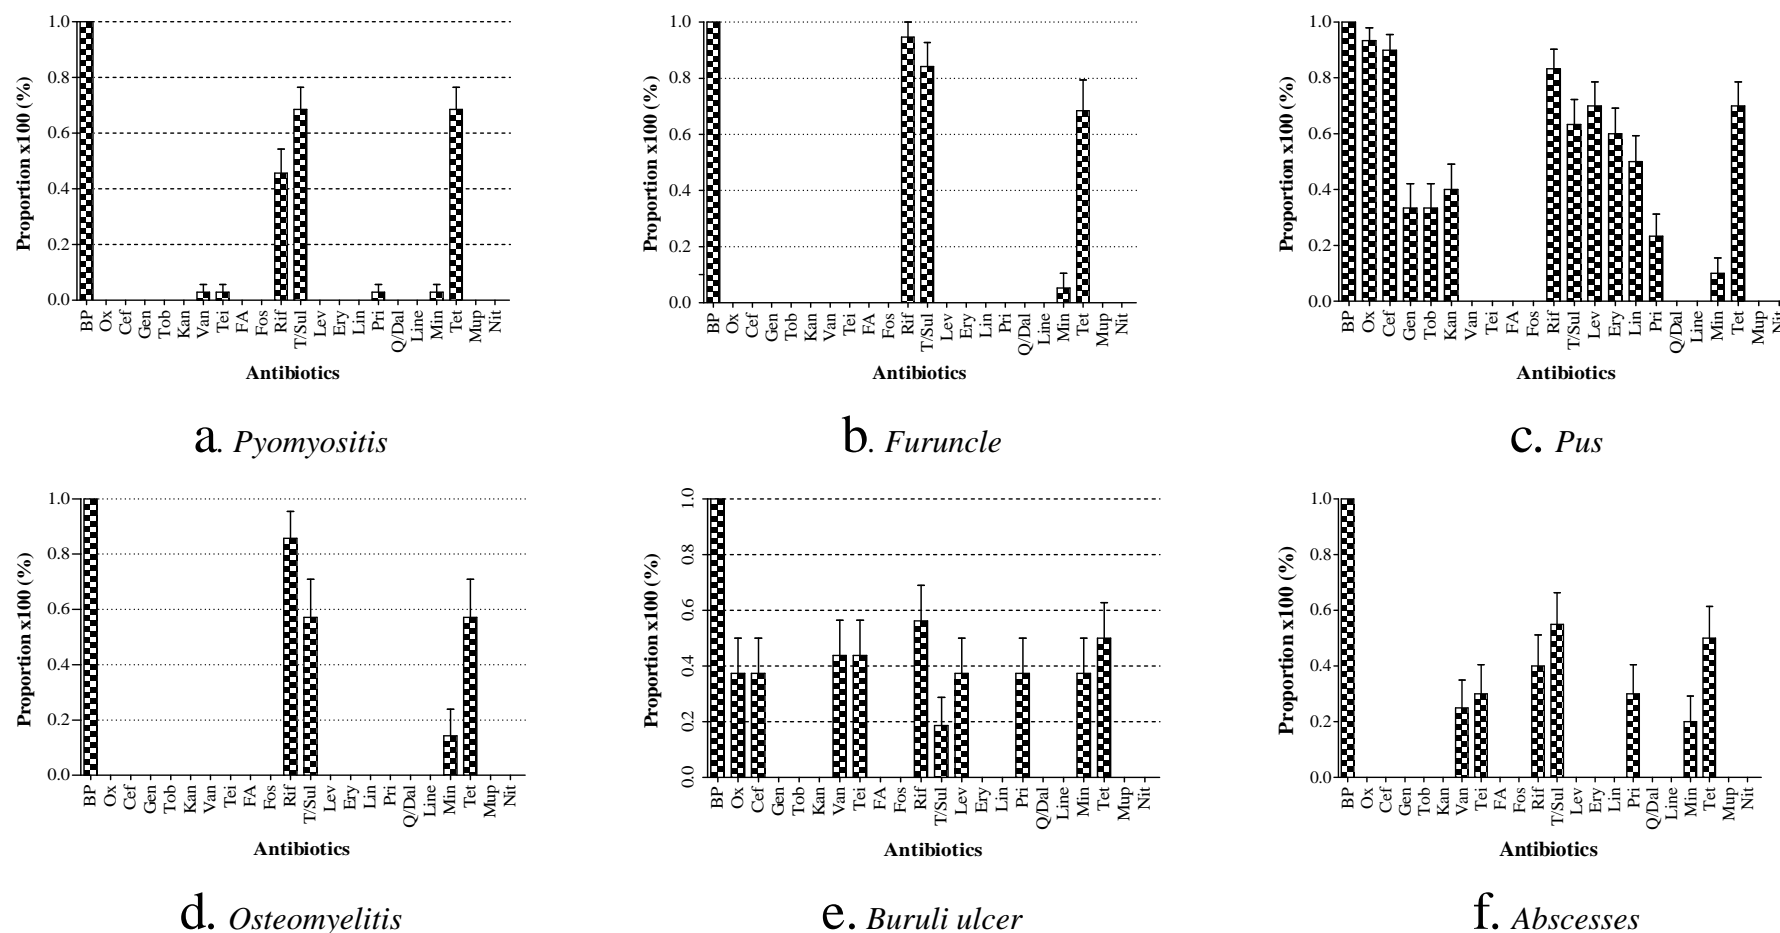 Proportion x100 (%)
1.0
0.8
0.6
0.4
0.2
0.0
BP Ox Cef Gen Tob Kan Van Tei FA Fos Rif T/Sul Lev Ery Lin Pri Q/Dal Line Min Tet Mup Nit
Antibiotics
a. Pyomyositis
Proportion x100 (%)
1.0
0.8
0.6
0.4
0.2
0.0
BP Ox Cef Gen Tob Kan Van Tei FA Fos Rif T/Sul Lev Ery Lin Pri Q/Dal Line Min Tet Mup Nit
Antibiotics
b. Furuncle
Proportion x100 (%)
1.0
0.8
0.6
0.4
0.2
0.0
BP Ox Cef Gen Tob Kan Van Tei FA Fos Rif T/Sul Lev Ery Lin Pri Q/Dal Line Min Tet Mup Nit
Antibiotics
c. Pus
Proportion x100 (%)
1.0
0.8
0.6
0.4
0.2
0.0
BP Ox Cef Gen Tob Kan Van Tei FA Fos Rif T/Sul Lev Ery Lin Pri Q/Dal Line Min Tet Mup Nit
Antibiotics
d. Osteomyelitis
Proportion x100 (%)
1.0
0.8
0.6
0.4
0.2
0.0
BP Ox Cef Gen Tob Kan Van Tei FA Fos Rif T/Sul Lev Ery Lin Pri Q/Dal Line Min Tet Mup Nit
Antibiotics
e. Buruli ulcer
Proportion x100 (%)
1.0
0.8
0.6
0.4
0.2
0.0
BP Ox Cef Gen Tob Kan Van Tei FA Fos Rif T/Sul Lev Ery Lin Pri Q/Dal Line Min Tet Mup Nit
Antibiotics
f. Abscesses